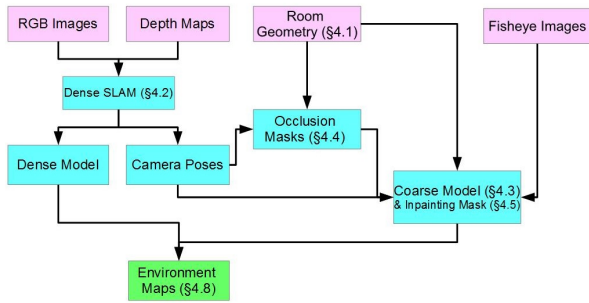 RGB Images
Depth Maps
Room
Geometry (§4.1)
Fisheye Images
Dense SLAM (§4.2)
Occlusion
Masks (§4.4)
Dense Model
Camera Poses
Coarse Model (§4.3)
& Inpainting Mask (§4.5)
Environment
Maps (§4.8)